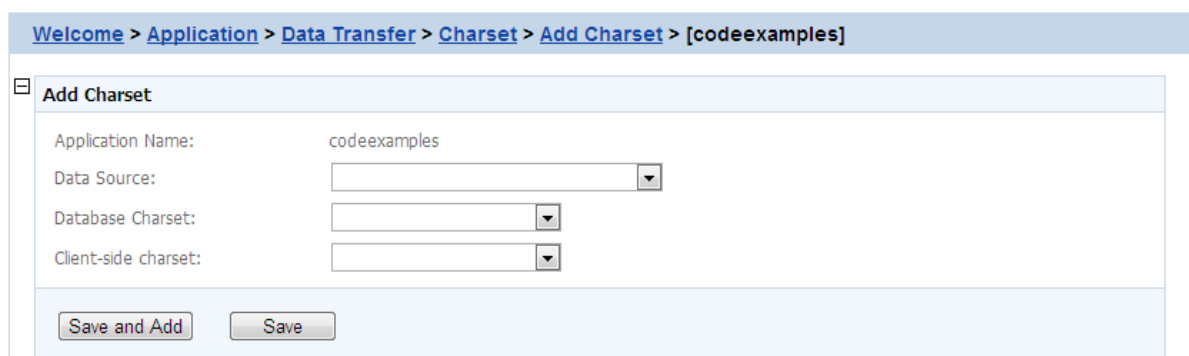 Welcome > Application > Data Transfer > Charset > Add Charset > [codeexamples]
Add Charset
Application Name: codeexamples
Data Source:
Database Charset:
Client-side charset:
Save and Add Save